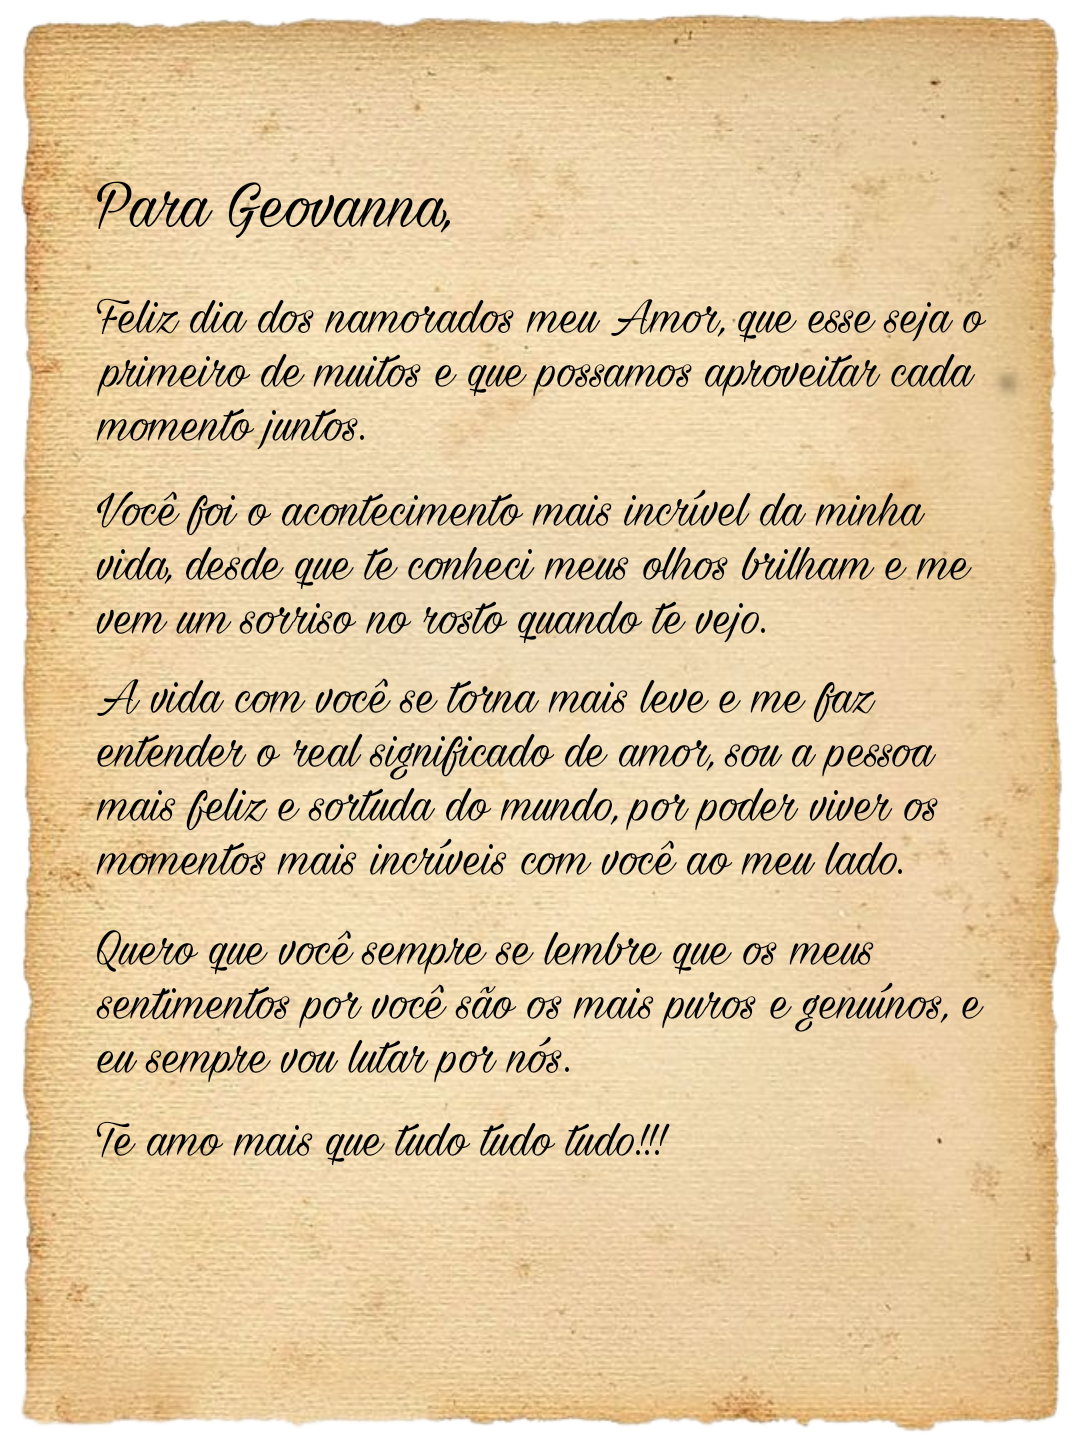 Para Geovanna,
Feliz dia dos namorados meu Amor, que esse seja o
primeiro de muitos e que possamos aproveitar cada
momento juntos.
Você foi o acontecimento mais incrível da minha
vida, desde que te conheci meus olhos brilham e me
vem um sorriso no rosto quando te vejo.
A vida com você se torna mais leve e me faz
entender o real significado de amor, sou a pessoa
mais feliz e sortuda do mundo, por poder viver os
momentos mais incríveis com você ao meu lado.
Quero que você sempre se lembre que os meus
sentimentos por você são os mais puros e genuínos, e
eu sempre vou lutar por nós.
Te amo mais que tudo tudo tudo!!!